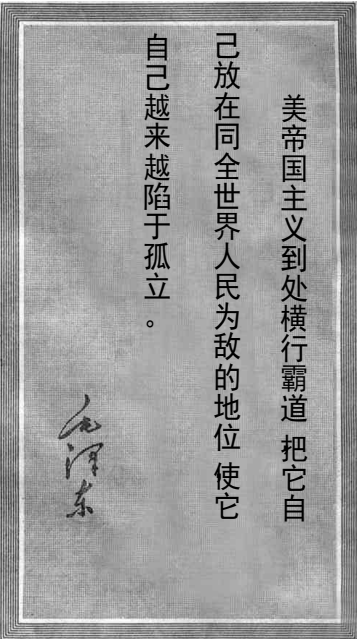 美帝国主义到处横行霸道 把它自
己放在同全世界人民为敌的地位 使它
自己越来越陷于孤立。
毛泽东